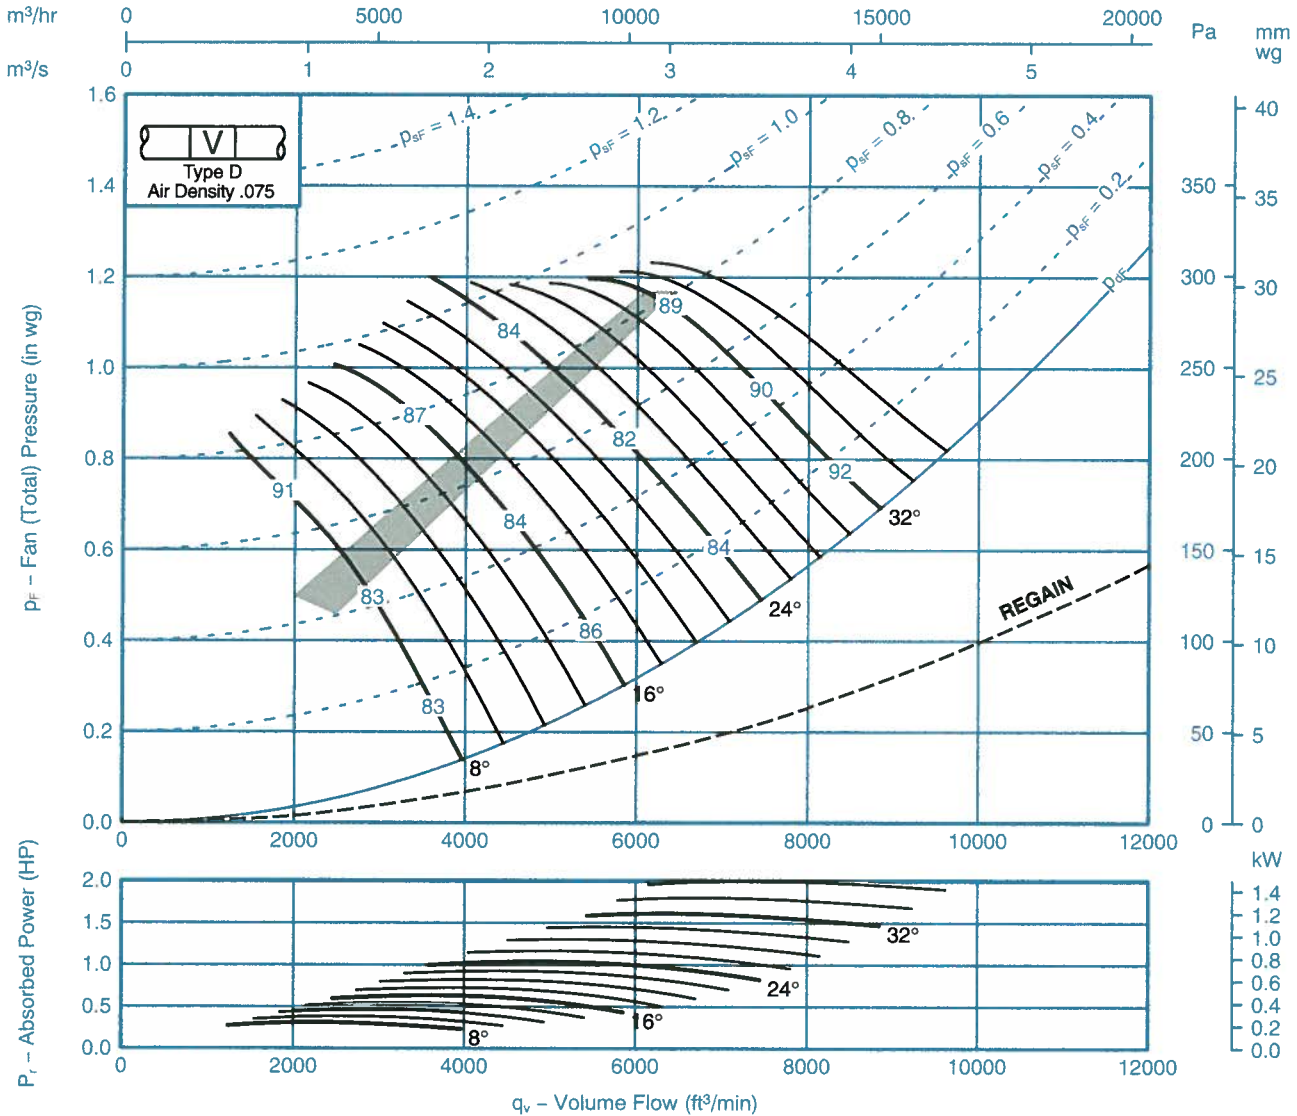 m³/hr 0 5000 10000 15000 20000
m³/s 0 1 2 3 4 5
Pa mm wg
1.6 1.4 1.2 1.0 0.8 0.6 0.4 0.2 0.0
pF – Fan (Total) Pressure (in wg)
V
Type D
Air Density .075
psF = 1.4
psF = 1.2
psF = 1.0
psF = 0.8
psF = 0.6
psF = 0.4
psF = 0.2
pdF
40 35 30 25 20 15 10 5 0
350 300 250 200 150 100 50 0
89
84
90
87
82
92
91
84
84
83
86
83
32°
24°
16°
8°
REGAIN
0 2000 4000 6000 8000 10000 12000
Pr – Absorbed Power (HP)
2.0 1.5 1.0 0.5 0.0
kW
1.4 1.2 1.0 0.8 0.6 0.4 0.2 0.0
32°
24°
16°
8°
0 2000 4000 6000 8000 10000 12000
qv – Volume Flow (ft³/min)